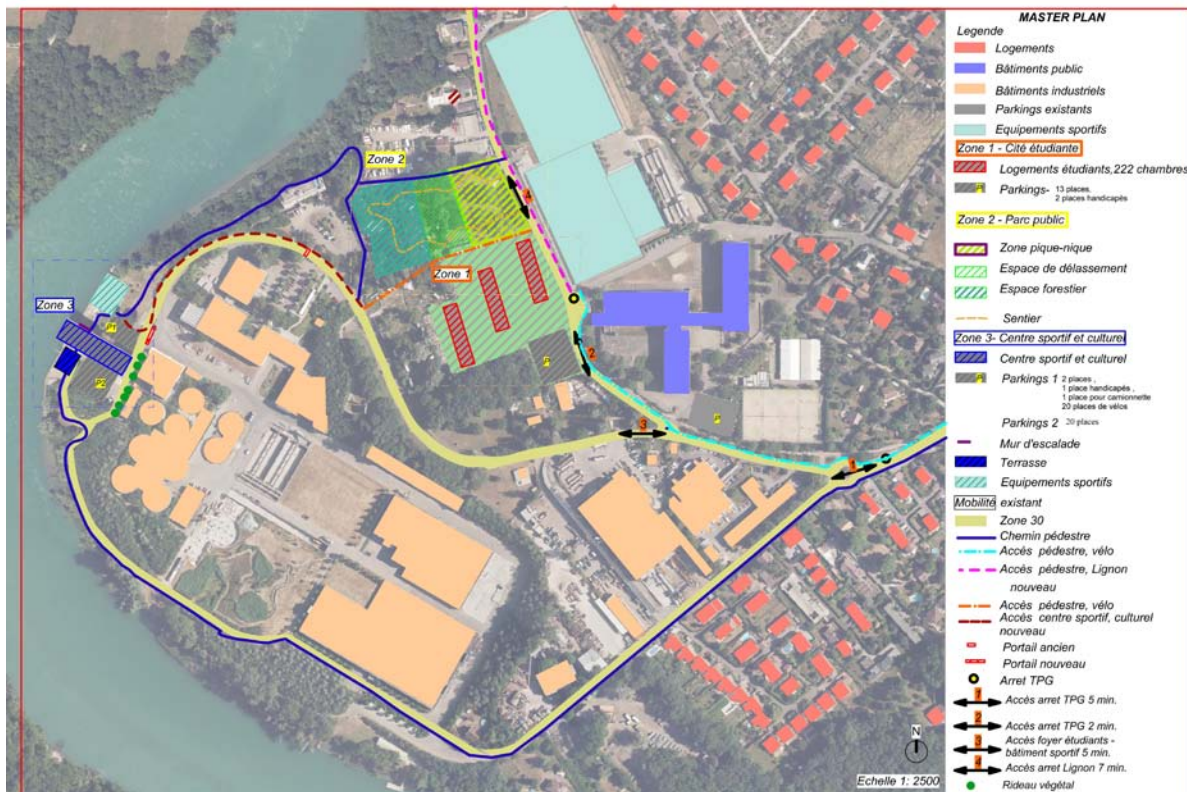 MASTER PLAN
Legende
Logements
Bâtiments public
Bâtiments industriels
Parkings existants
Equipements sportifs
Zone 1 - Cité étudiante
Logements étudiants,222 chambres
P
Parkings- 13 places,
2 places handicapés
Zone 2 - Parc public
Zone pique-nique
Espace de délassement
Espace forestier
Sentier
Zone 3- Centre sportif et culturel
Centre sportif et culturel
P
Parkings 1 2 places ,
1 place handicapés ,
1 place pour camionnette
20 places de vélos
Parkings 2 20 places
Mur d'escalade
Terrasse
Equipements sportifs
Mobilité existant
Zone 30
Chemin pédestre
Accès pédestre, vélo
Accès pédestre, Lignon
nouveau
Accès pédestre, vélo
Accès centre sportif, culturel
nouveau
Portail ancien
Portail nouveau
Arret TPG
1
Accès arret TPG 5 min.
2
Accès arret TPG 2 min.
3
Accès foyer étudiants -
bâtiment sportif 5 min.
4
Accès arret Lignon 7 min.
Rideau végétal
Zone 2
4
Zone 1
Zone 3
P1
P2
2
P
P
3
1
N
Echelle 1: 2500